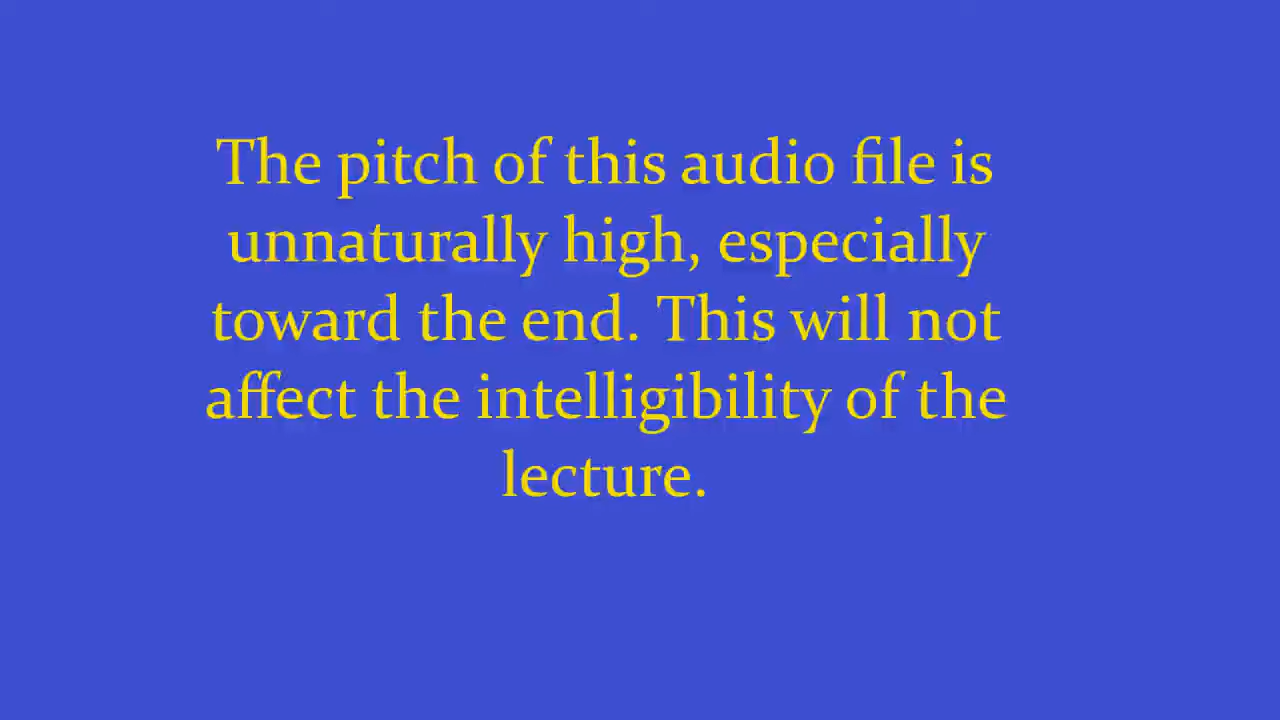 The pitch of this audio file is
unnaturally high, especially
toward the end. This will not
affect the intelligibility of the
lecture.